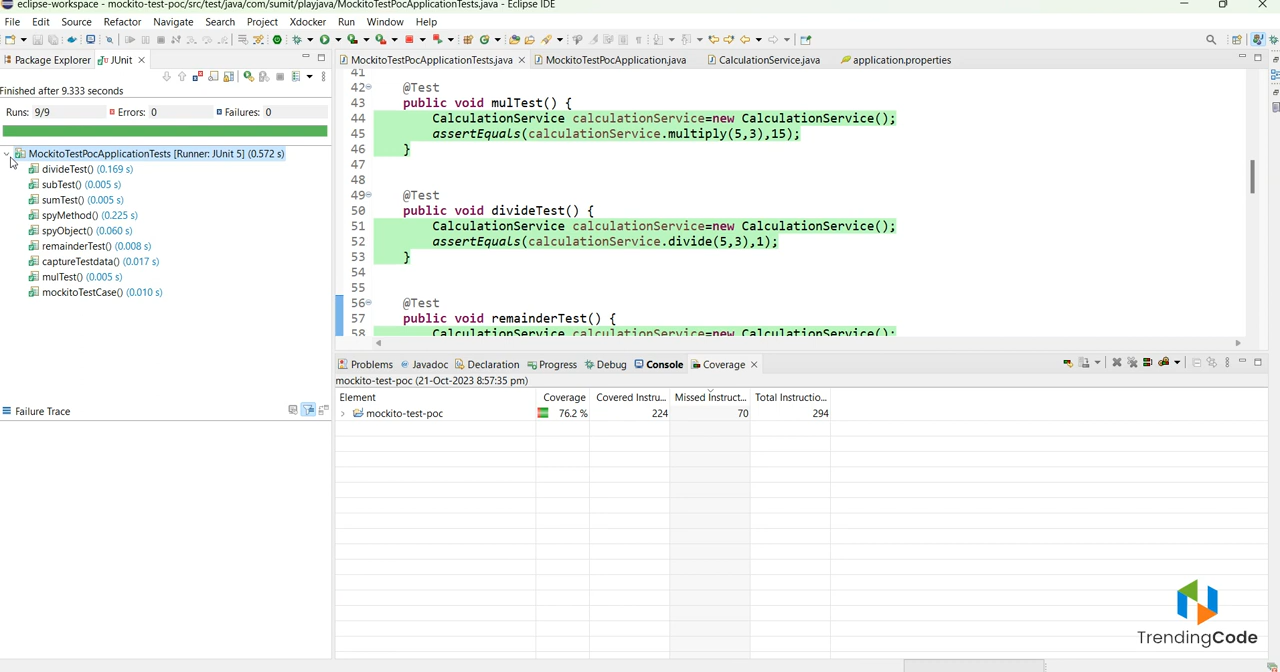 eclipse-workspace - mockito-test-poc/src/test/java/com/sumit/playjava/MockitoTestPocApplicationTests.java - Eclipse IDE
File Edit Source Refactor Navigate Search Project Xdocker Run Window Help
Package Explorer JUnit
Finished after 9.333 seconds
Runs: 9/9 Errors: 0 Failures: 0
MockitoTestPocApplicationTests [Runner: JUnit 5] (0.572 s)
divideTest() (0.169 s)
subTest() (0.005 s)
sumTest() (0.005 s)
spyMethod() (0.225 s)
spyObject() (0.060 s)
remainderTest() (0.008 s)
captureTestdata() (0.017 s)
mulTest() (0.005 s)
mockitoTestCase() (0.010 s)
Failure Trace
MockitoTestPocApplicationTests.java MockitoTestPocApplication.java CalculationService.java application.properties
41
42 @Test
43 public void mulTest() {
44 CalculationService calculationService=new CalculationService();
45 assertEquals(calculationService.multiply(5,3),15);
46 }
47
48
49 @Test
50 public void divideTest() {
51 CalculationService calculationService=new CalculationService();
52 assertEquals(calculationService.divide(5,3),1);
53 }
54
55
56 @Test
57 public void remainderTest() {
58 CalculationService calculationService=new CalculationService();
Problems Javadoc Declaration Progress Debug Console Coverage
mockito-test-poc (21-Oct-2023 8:57:35 pm)
Element Coverage Covered Instru... Missed Instruct... Total Instructio...
mockito-test-poc 76.2 % 224 70 294
TrendingCode